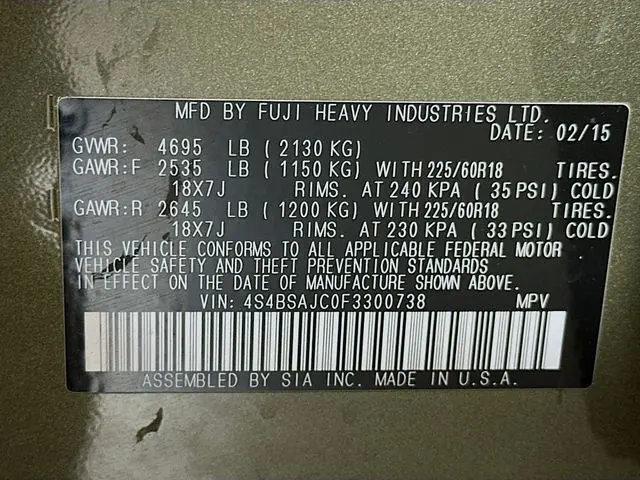 MFD BY FUJI HEAVY INDUSTRIES LTD.
DATE: 02/15
GVWR: 4695 LB (2130 KG)
GAWR:F 2535 LB (1150 KG) WITH 225/60R18 TIRES.
18X7J RIMS. AT 240 KPA (35 PSI) COLD
GAWR:R 2645 LB (1200 KG) WITH 225/60R18 TIRES.
18X7J RIMS. AT 230 KPA (33 PSI) COLD
THIS VEHICLE CONFORMS TO ALL APPLICABLE FEDERAL MOTOR
VEHICLE SAFETY AND THEFT PREVENTION STANDARDS
IN EFFECT ON THE DATE OF MANUFACTURE SHOWN ABOVE.
VIN: 4S4BSAJC0F3300738 MPV
ASSEMBLED BY SIA INC. MADE IN U.S.A.